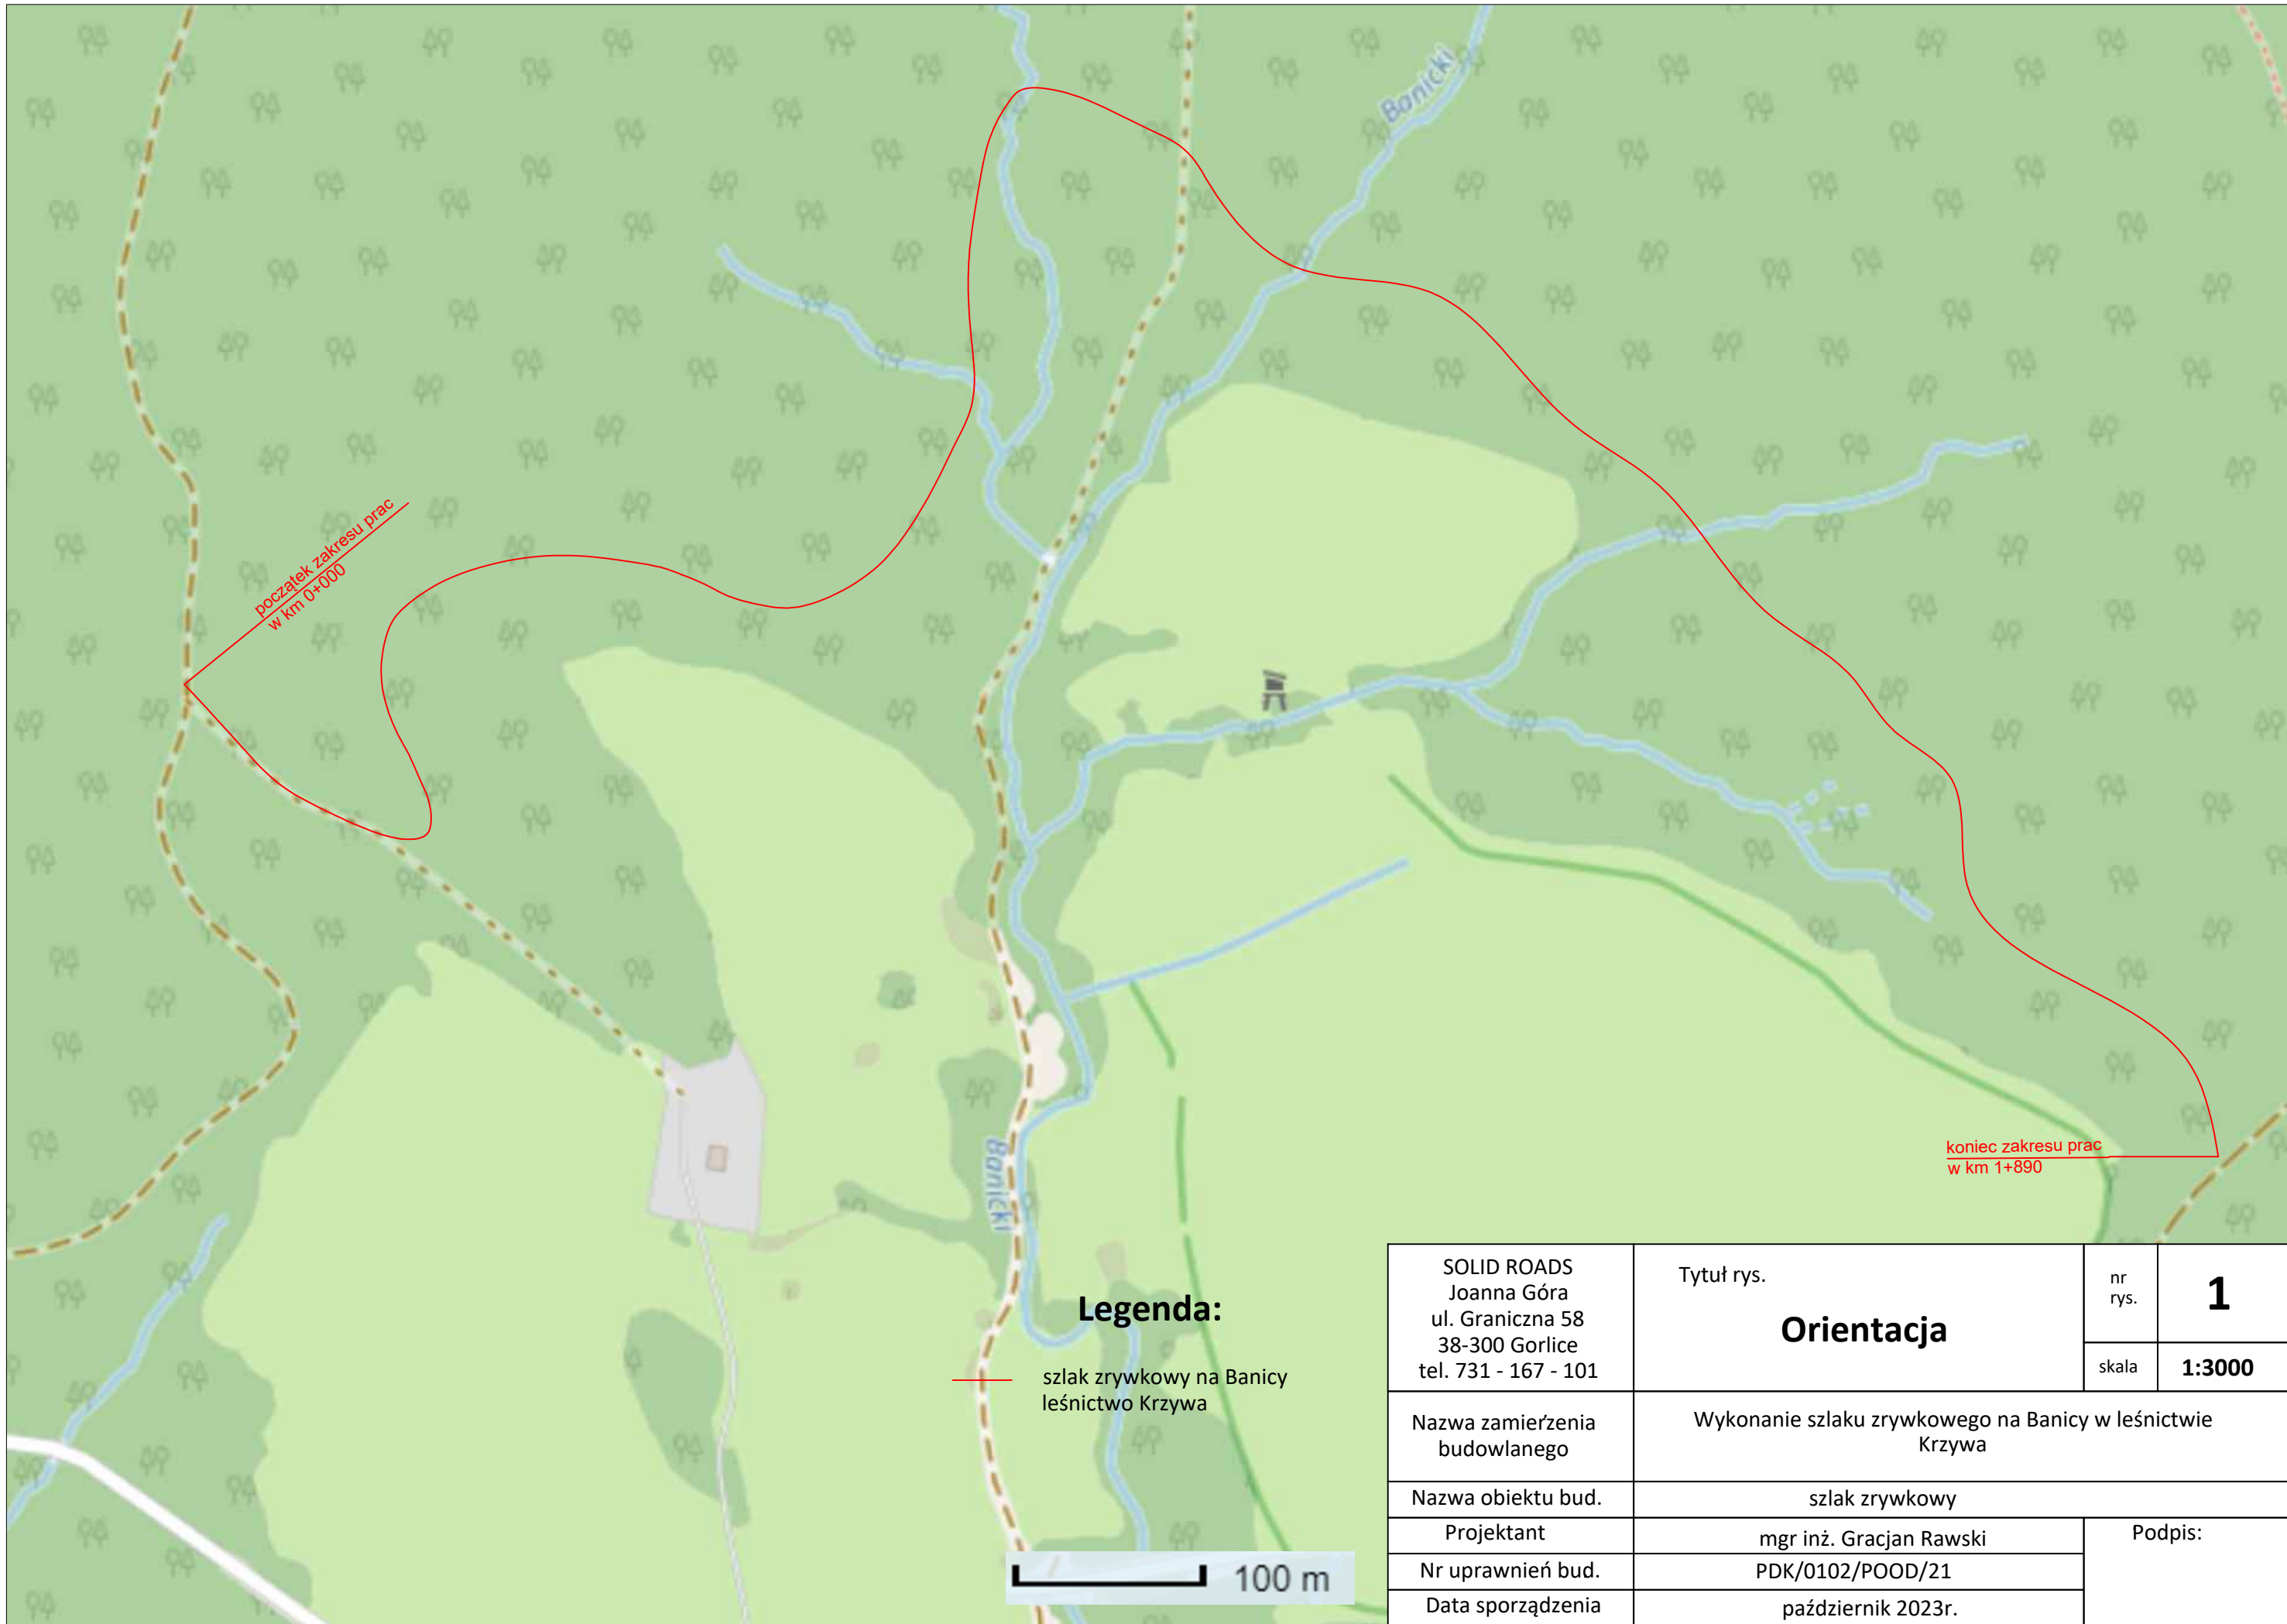 Banicki
początek zakresu prac
w km 0+000
Banicki
koniec zakresu prac
w km 1+890
Legenda:
szlak zrywkowy na Banicy
leśnictwo Krzywa
100 m
SOLID ROADS
Joanna Góra
ul. Graniczna 58
38-300 Gorlice
tel. 731 - 167 - 101
Tytuł rys.
Orientacja
nr
rys.
1
skala
1:3000
Nazwa zamierzenia
budowlanego
Wykonanie szlaku zrywkowego na Banicy w leśnictwie
Krzywa
Nazwa obiektu bud.
szlak zrywkowy
Projektant
mgr inż. Gracjan Rawski
Podpis:
Nr uprawnień bud.
PDK/0102/POOD/21
Data sporządzenia
październik 2023r.